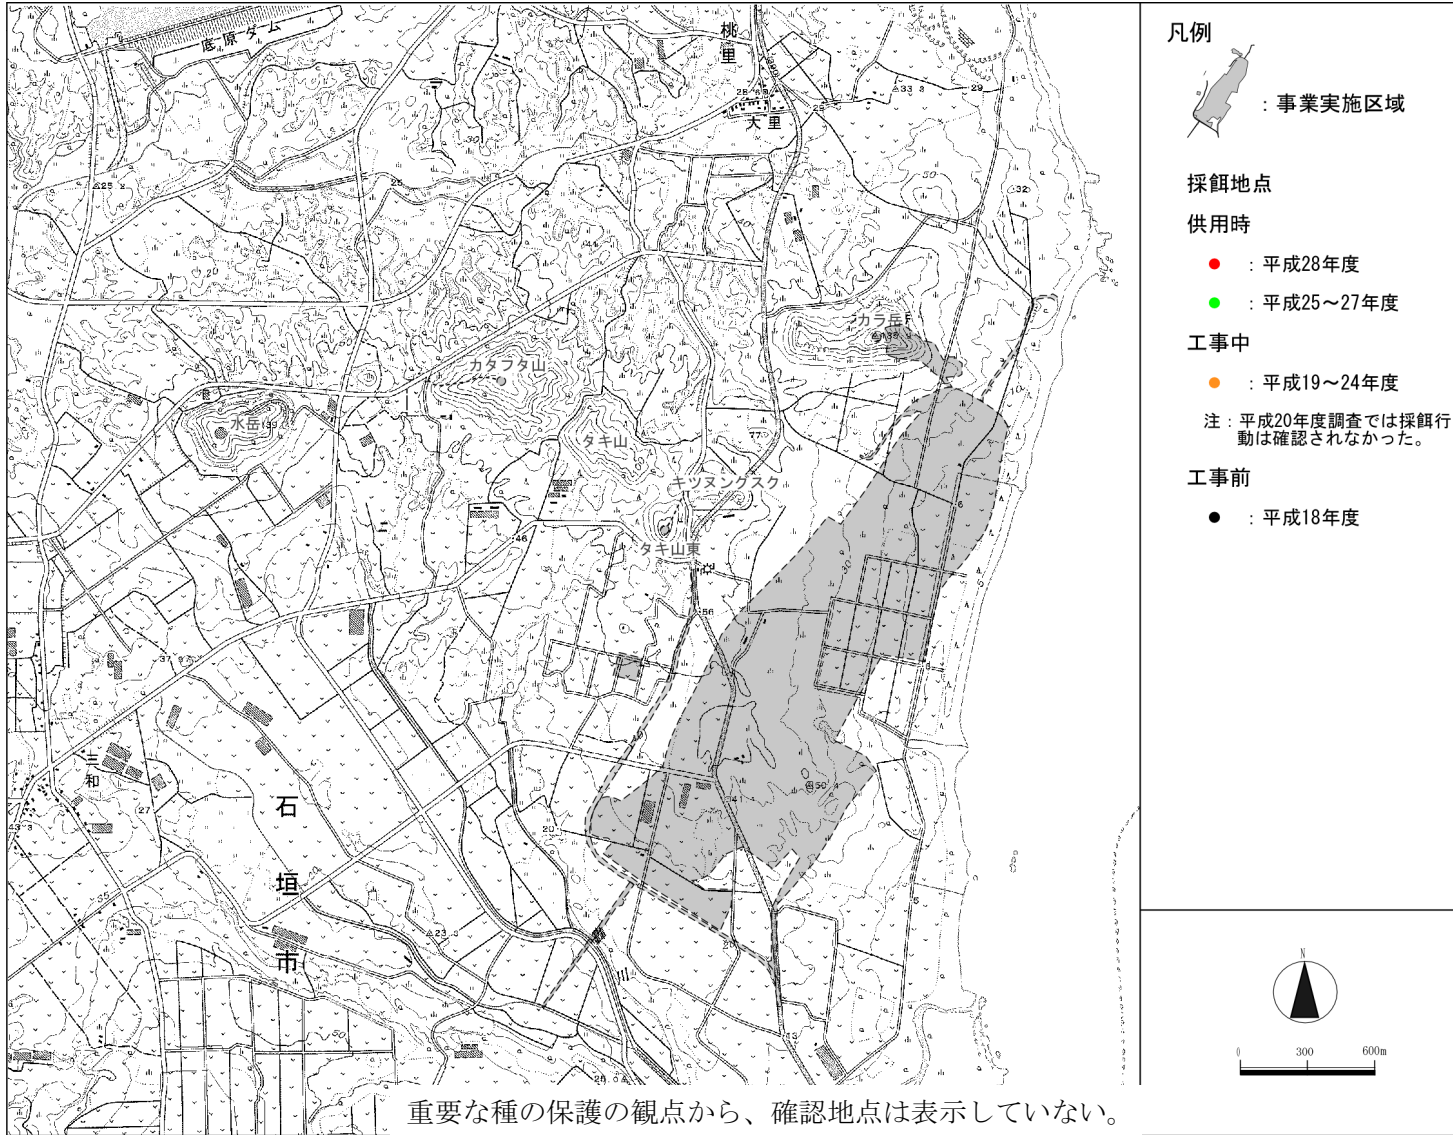 底原ダーム
桃里
大里
カラ岳
カタフタ山
水岳
タキ山
キツヌングスク
タキ山東
三和
石垣市
凡例
：事業実施区域
採餌地点
供用時
：平成28年度
：平成25～27年度
工事中
：平成19～24年度
注：平成20年度調査では採餌行
動は確認されなかった。
工事前
：平成18年度
N
0 300 600m
重要な種の保護の観点から、確認地点は表示していない。